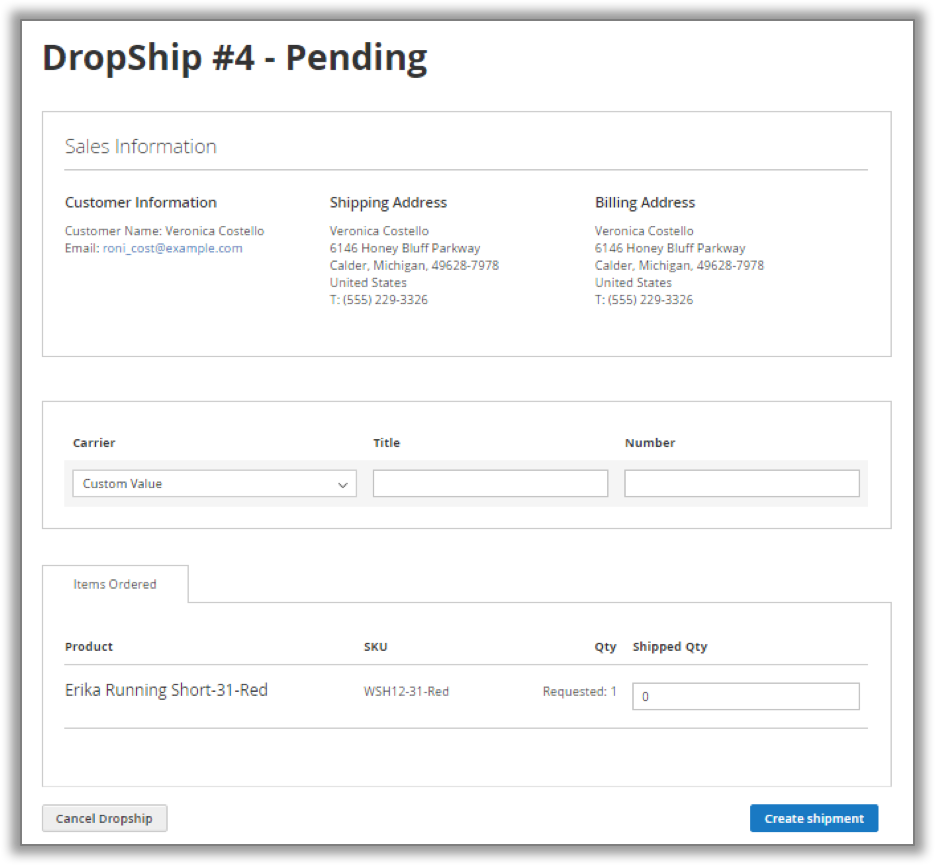 DropShip #4 - Pending
Sales Information
Customer Information
Customer Name: Veronica Costello
Email: roni_cost@example.com
Shipping Address
Veronica Costello
6146 Honey Bluff Parkway
Calder, Michigan, 49628-7978
United States
T: (555) 229-3326
Billing Address
Veronica Costello
6146 Honey Bluff Parkway
Calder, Michigan, 49628-7978
United States
T: (555) 229-3326
Carrier Title Number
Custom Value
Items Ordered
Product SKU Qty Shipped Qty
Erika Running Short-31-Red WSH12-31-Red Requested: 1 0
Cancel Dropship Create shipment